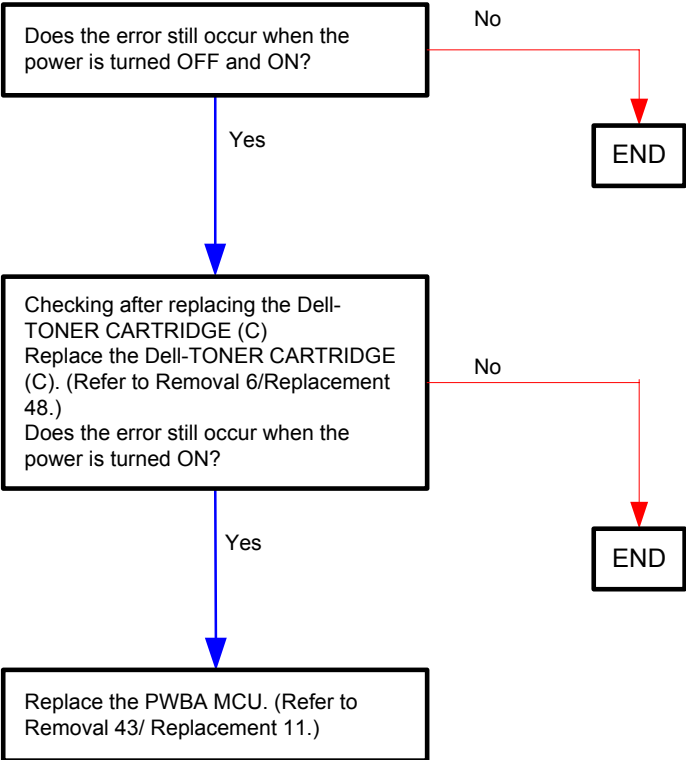 Does the error still occur when the
power is turned OFF and ON?
No
Yes
END
Checking after replacing the Dell-
TONER CARTRIDGE (C)
Replace the Dell-TONER CARTRIDGE
(C). (Refer to Removal 6/Replacement
48.)
Does the error still occur when the
power is turned ON?
No
Yes
END
Replace the PWBA MCU. (Refer to
Removal 43/ Replacement 11.)